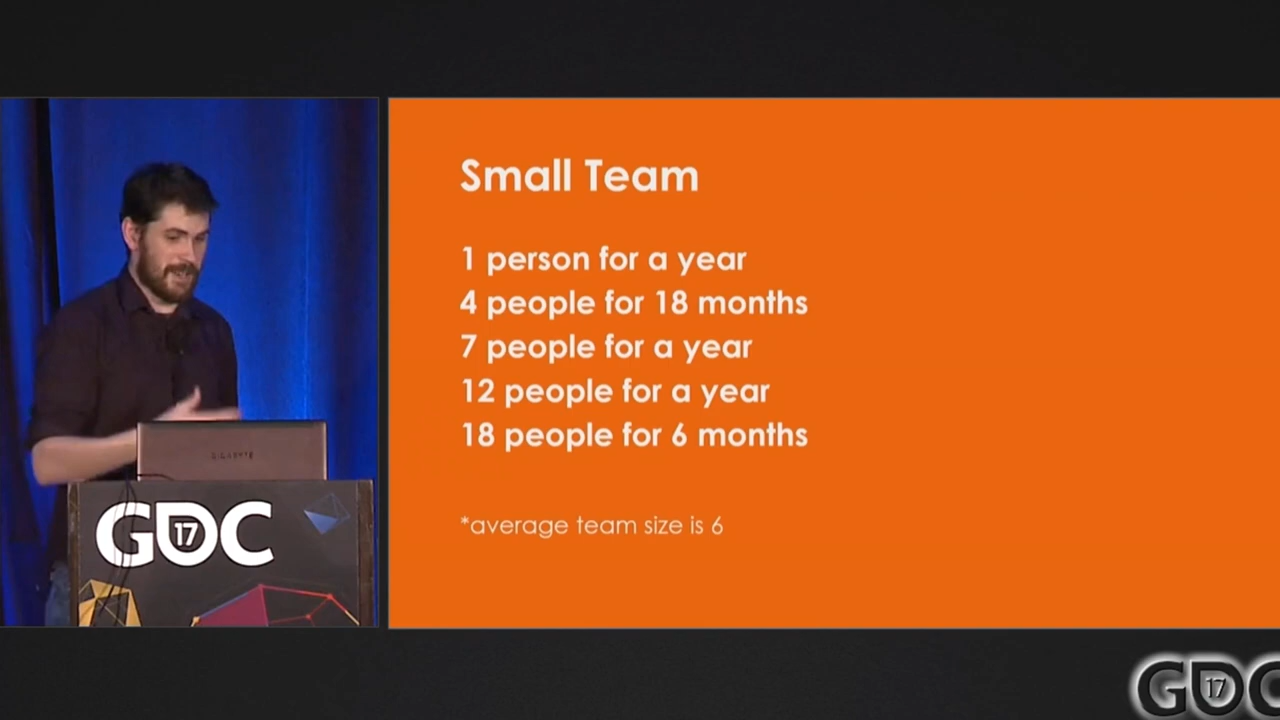 Small Team
1 person for a year
4 people for 18 months
7 people for a year
12 people for a year
18 people for 6 months
*average team size is 6
GIGABYTE
GDC
17
GDC
17